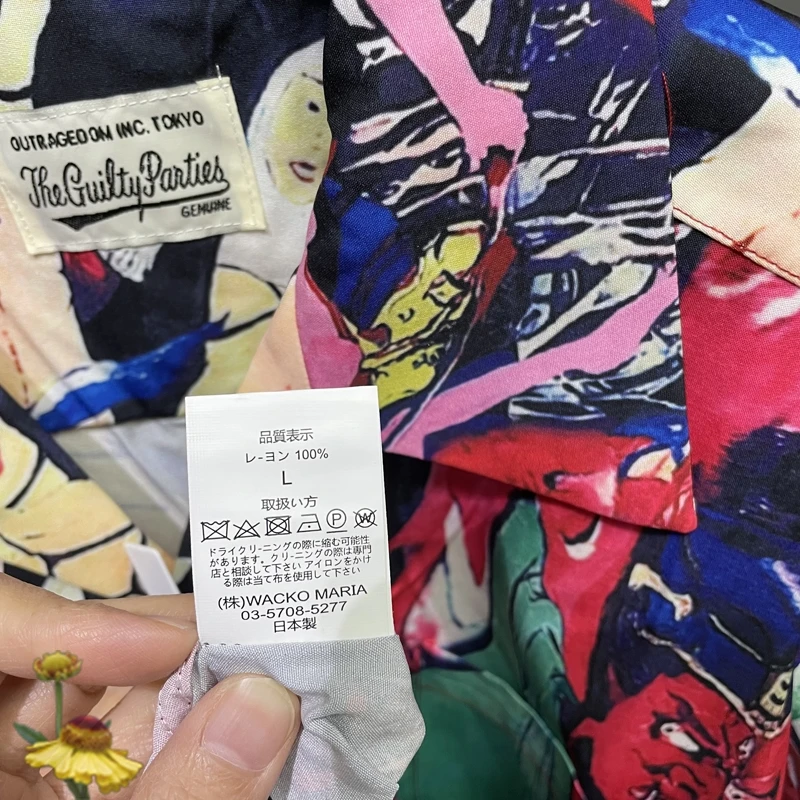 OUTRAGEDOM INC. TOKYO
The Guilty Parties
GENUINE
品質表示
レーヨン 100%
L
取扱い方
P
W
ドライクリーニングの際に縮む可能性
があります。クリーニングの際は専門
店と相談して下さい アイロンをかけ
る際は当て布を使用して下さい
(株)WACKO MARIA
03-5708-5277
日本製